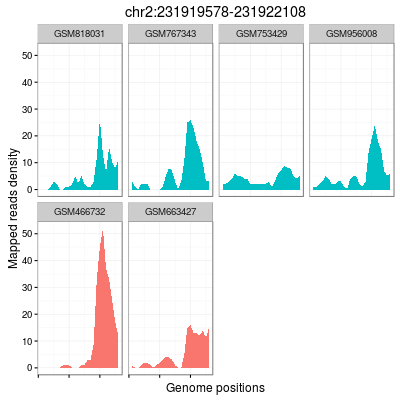 chr2:231919578-231922108
GSM818031 GSM767343 GSM753429 GSM956008
50
40
30
20
10
0
GSM466732 GSM663427
50
40
30
20
10
0
Mapped reads density
Genome positions